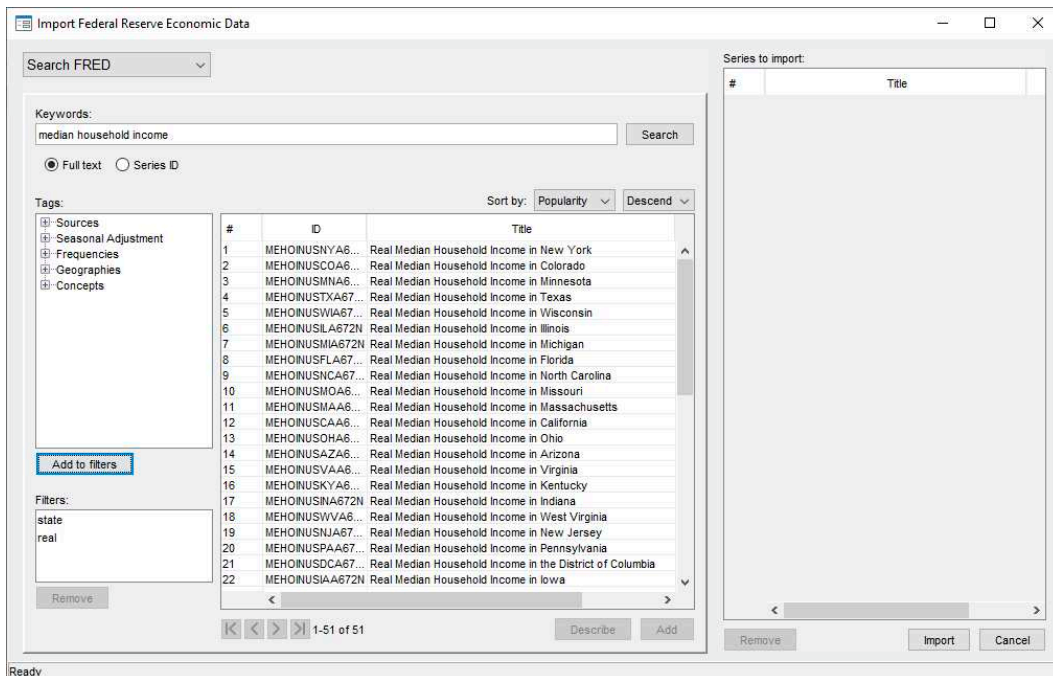 Import Federal Reserve Economic Data
Search FRED
Keywords:
median household income
Search
Full text
Series ID
Sort by:
Popularity
Descend
Tags:
Sources
Seasonal Adjustment
Frequencies
Geographies
Concepts
Add to filters
Filters:
state
real
Remove
# ID Title
1 MEHOINUSNYA6... Real Median Household Income in New York
2 MEHOINUSCOA6... Real Median Household Income in Colorado
3 MEHOINUSMNA6... Real Median Household Income in Minnesota
4 MEHOINUSTXA67... Real Median Household Income in Texas
5 MEHOINUSWIA67... Real Median Household Income in Wisconsin
6 MEHOINUSILA672N Real Median Household Income in Illinois
7 MEHOINUSMIA672N Real Median Household Income in Michigan
8 MEHOINUSFLA67... Real Median Household Income in Florida
9 MEHOINUSNCA67... Real Median Household Income in North Carolina
10 MEHOINUSMOA6... Real Median Household Income in Missouri
11 MEHOINUSMAA6... Real Median Household Income in Massachusetts
12 MEHOINUSCAA6... Real Median Household Income in California
13 MEHOINUSOHA6... Real Median Household Income in Ohio
14 MEHOINUSAZA6... Real Median Household Income in Arizona
15 MEHOINUSVAA6... Real Median Household Income in Virginia
16 MEHOINUSKYA6... Real Median Household Income in Kentucky
17 MEHOINUSINA672N Real Median Household Income in Indiana
18 MEHOINUSWVA6... Real Median Household Income in West Virginia
19 MEHOINUSNJA67... Real Median Household Income in New Jersey
20 MEHOINUSPAA67... Real Median Household Income in Pennsylvania
21 MEHOINUSDCA67... Real Median Household Income in the District of Columbia
22 MEHOINUSIAA672N Real Median Household Income in Iowa
1-51 of 51
Describe
Add
Series to import:
# Title
Remove
Import
Cancel
Ready